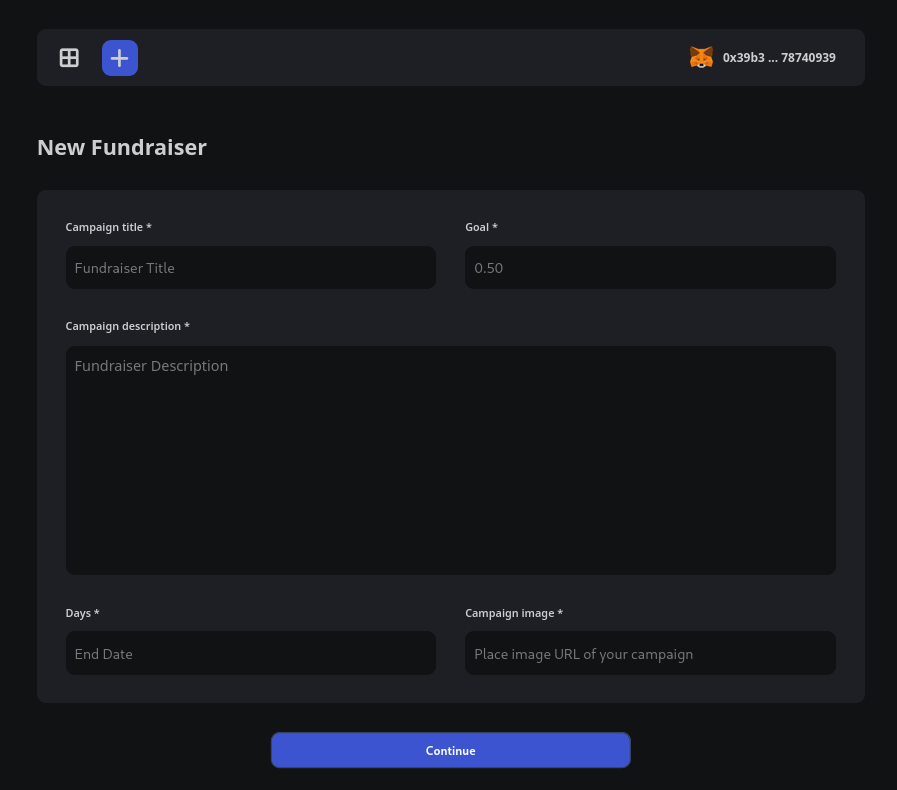 0x39b3 ... 78740939
New Fundraiser
Campaign title *
Goal *
Fundraiser Title
0.50
Campaign description *
Fundraiser Description
Days *
Campaign image *
End Date
Place image URL of your campaign
Continue